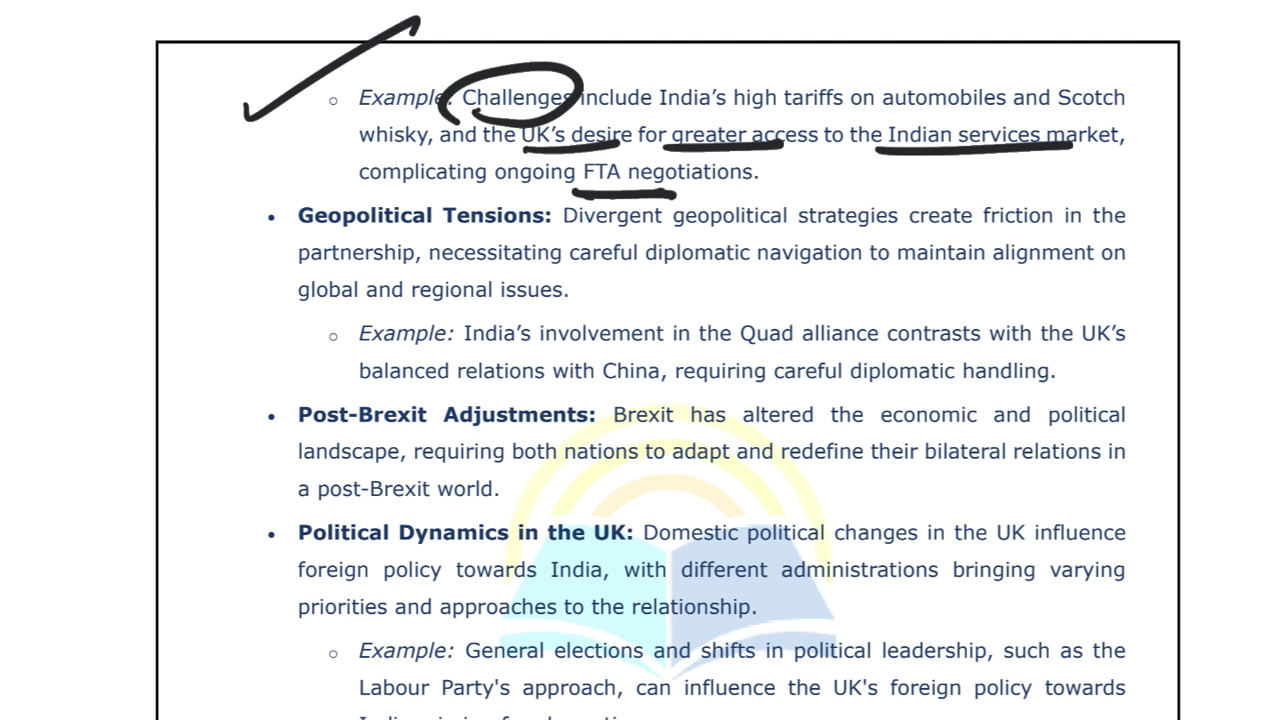 ○ Example: Challenges include India's high tariffs on automobiles and Scotch
whisky, and the UK's desire for greater access to the Indian services market,
complicating ongoing FTA negotiations.
• Geopolitical Tensions: Divergent geopolitical strategies create friction in the
partnership, necessitating careful diplomatic navigation to maintain alignment on
global and regional issues.
○ Example: India's involvement in the Quad alliance contrasts with the UK's
balanced relations with China, requiring careful diplomatic handling.
• Post-Brexit Adjustments: Brexit has altered the economic and political
landscape, requiring both nations to adapt and redefine their bilateral relations in
a post-Brexit world.
• Political Dynamics in the UK: Domestic political changes in the UK influence
foreign policy towards India, with different administrations bringing varying
priorities and approaches to the relationship.
○ Example: General elections and shifts in political leadership, such as the
Labour Party's approach, can influence the UK's foreign policy towards